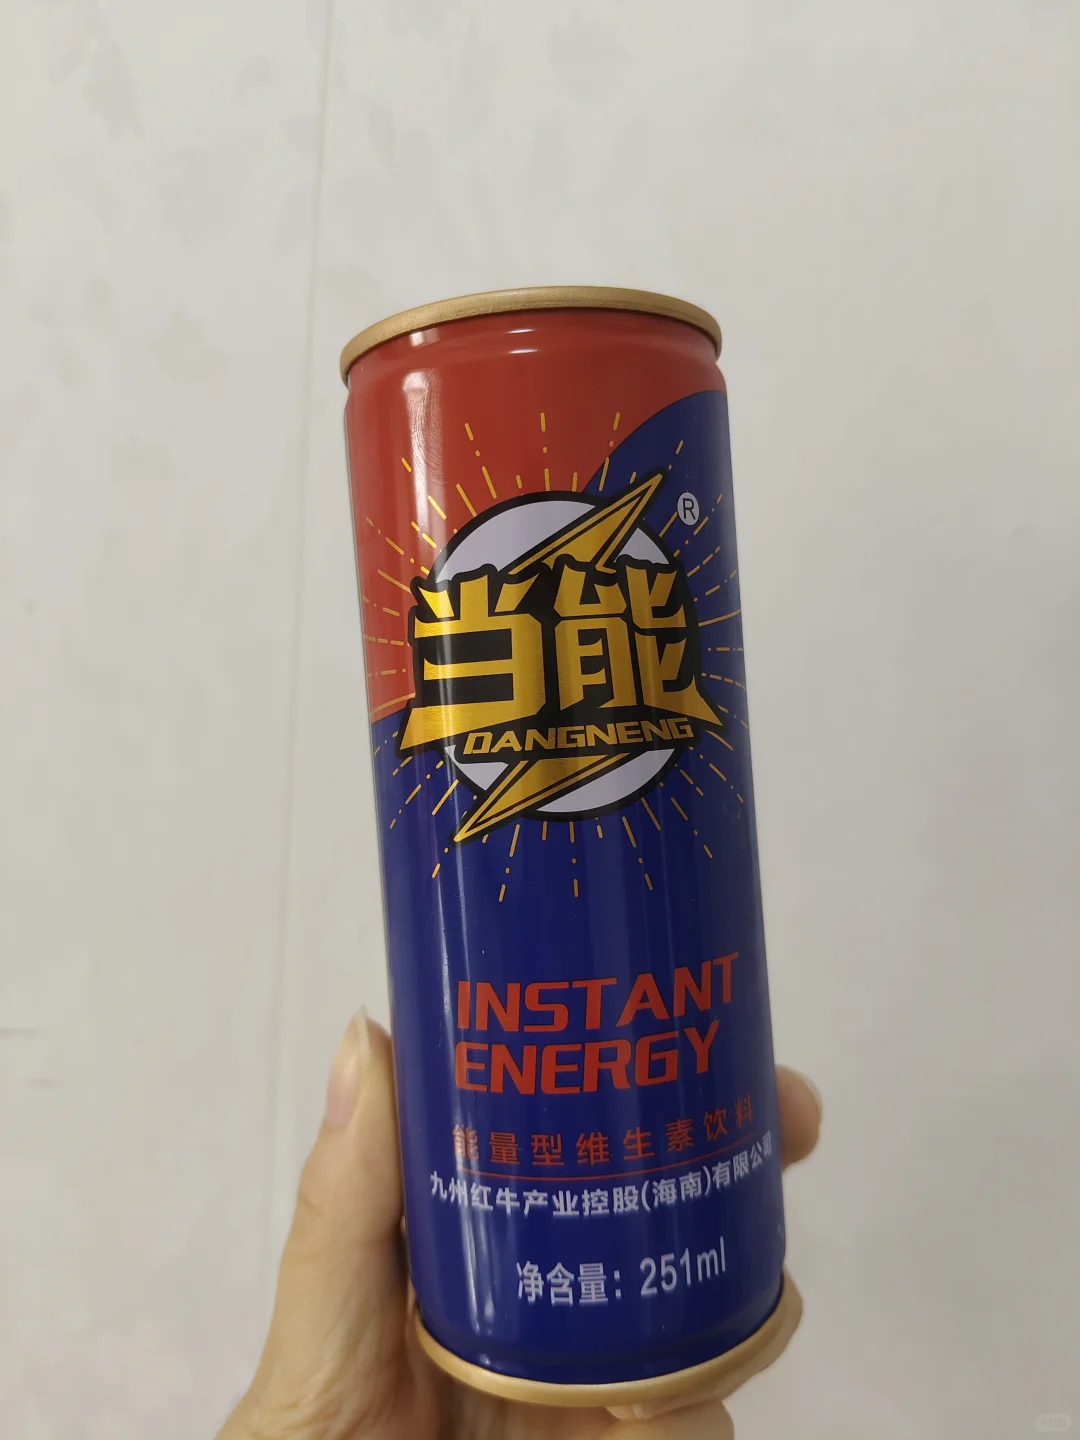 ®
当能
DANGNENG
INSTANT
ENERGY
能量型维生素饮料
九州红牛产业控股(海南)有限公司
净含量：251ml